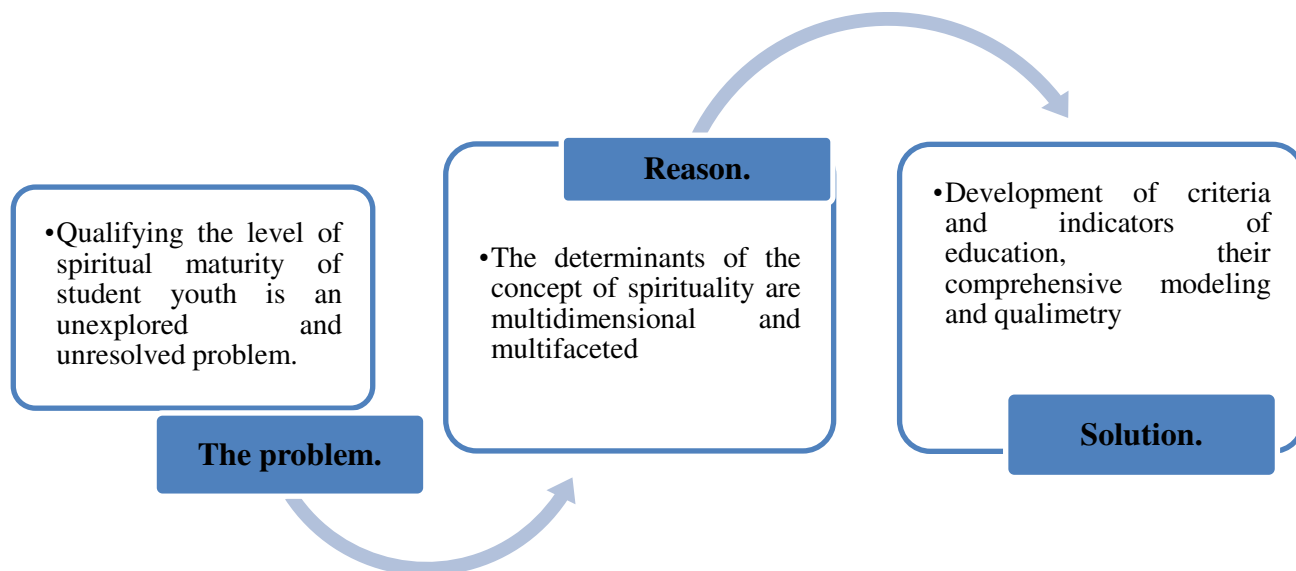 •Qualifying the level of
spiritual maturity of
student youth is an
unexplored and
unresolved problem.
The problem.
Reason.
•The determinants of the
concept of spirituality are
multidimensional and
multifaceted
•Development of criteria
and indicators of
education, their
comprehensive modeling
and qualimetry
Solution.